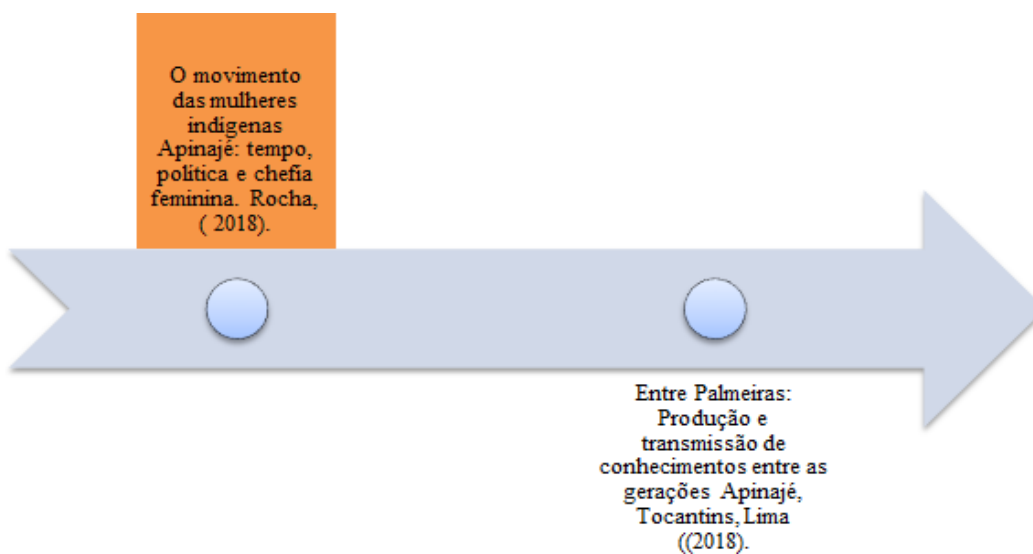 O movimento
das mulheres
indígenas
Apinajé: tempo,
política e chefia
feminina. Rocha,
( 2018).
Entre Palmeiras:
Produção e
transmissão de
conhecimentos entre as
gerações Apinajé,
Tocantins, Lima
((2018).